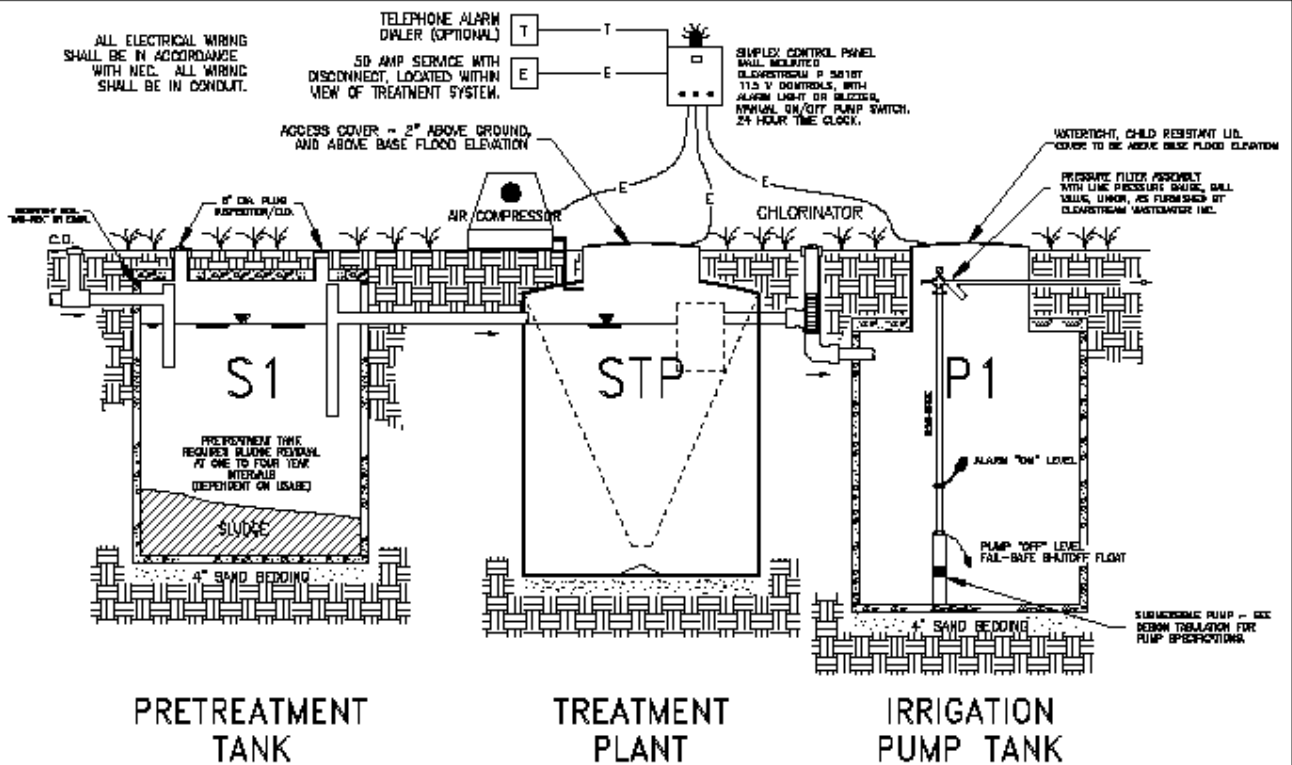 ALL ELECTRICAL WIRING
SHALL BE IN ACCORDANCE
WITH NEC. ALL WIRING
SHALL BE IN CONDUIT.
TELEPHONE ALARM
DIALER (OPTIONAL)
T
T
50 AMP SERVICE WITH
DISCONNECT, LOCATED WITHIN
VIEW OF TREATMENT SYSTEM.
E
E
SIMPLEX CONTROL PANEL
WALL MOUNTED
CLEARSTREAM P
115 V CONTROLS, WITH
ALARM LIGHT OR BUZZER,
MANUAL ON/OFF PUMP SWITCH.
24 HOUR TIME CLOCK.
ACCESS COVER - 2" ABOVE GROUND,
AND ABOVE BASE FLOOD ELEVATION
WATERTIGHT, CHILD RESISTANT LID.
COVER TO BE ABOVE BASE FLOOD ELEVATION
PRESSURE FILTER ASSEMBLY
WITH LINE PRESSURE GAUGE, BALL
VALVE, UNION, AS FURNISHED BY
CLEARSTREAM WASTEWATER INC.
E
E
E
DIA. PLUG
INSPECTION/C.O.
C.O.
AIR COMPRESSOR
CHLORINATOR
S1
STP
P1
PRETREATMENT TANK
REQUIRES SLUDGE REMOVAL
AT ONE TO FOUR YEAR
INTERVALS
(DEPENDENT ON USAGE)
SLUDGE
4" SAND BEDDING
ALARM "ON" LEVEL
PUMP "OFF" LEVEL
FAIL-SAFE SHUTOFF FLOAT
SUBMERSIBLE PUMP - SEE
DESIGN TABULATION FOR
PUMP SPECIFICATIONS.
4" SAND BEDDING
PRETREATMENT
TANK
TREATMENT
PLANT
IRRIGATION
PUMP TANK